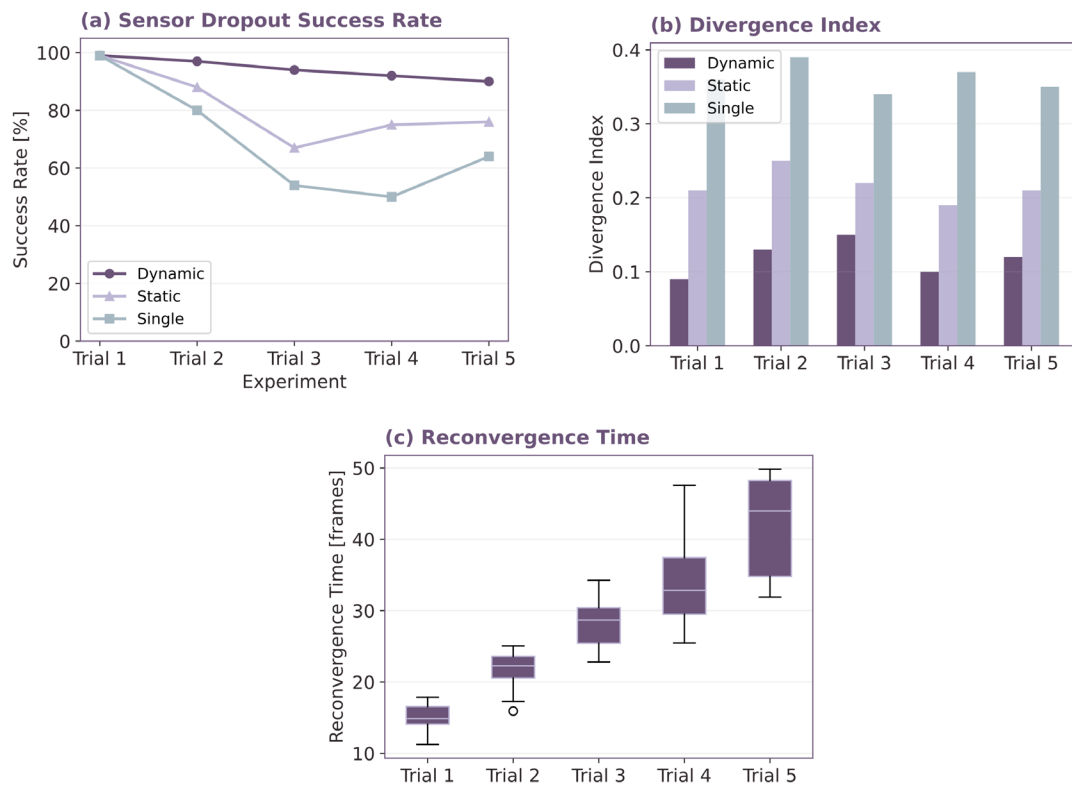 (a) Sensor Dropout Success Rate
Success Rate [%]
100
80
60
40
20
0
Dynamic
Static
Single
Trial 1
Trial 2
Trial 3
Trial 4
Trial 5
Experiment
(b) Divergence Index
Divergence Index
0.4
0.3
0.2
0.1
0.0
Dynamic
Static
Single
Trial 1
Trial 2
Trial 3
Trial 4
Trial 5
(c) Reconvergence Time
Reconvergence Time [frames]
50
40
30
20
10
Trial 1
Trial 2
Trial 3
Trial 4
Trial 5